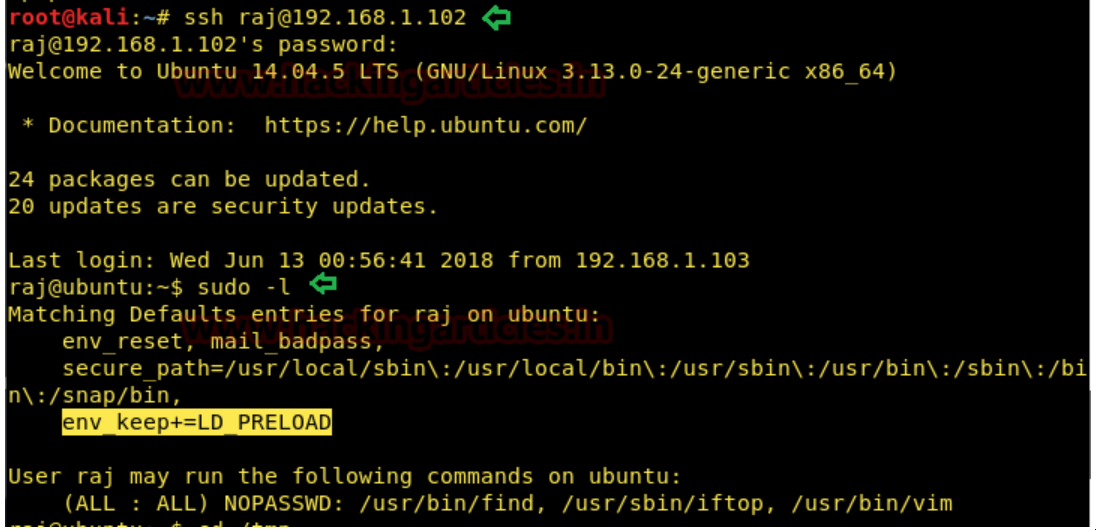 root@kali:~# ssh raj@192.168.1.102
raj@192.168.1.102's password:
Welcome to Ubuntu 14.04.5 LTS (GNU/Linux 3.13.0-24-generic x86_64)
www.hackingarticles.in
* Documentation:  https://help.ubuntu.com/
24 packages can be updated.
20 updates are security updates.
Last login: Wed Jun 13 00:56:41 2018 from 192.168.1.103
raj@ubuntu:~$ sudo -l
Matching Defaults entries for raj on ubuntu:
www.hackingarticles.in
env_reset, mail_badpass,
secure_path=/usr/local/sbin\:/usr/local/bin\:/usr/sbin\:/usr/bin\:/sbin\:/bi
n\:/snap/bin,
env_keep+=LD_PRELOAD
User raj may run the following commands on ubuntu:
(ALL : ALL) NOPASSWD: /usr/bin/find, /usr/sbin/iftop, /usr/bin/vim
raj@ubuntu:~$ cd /tmp